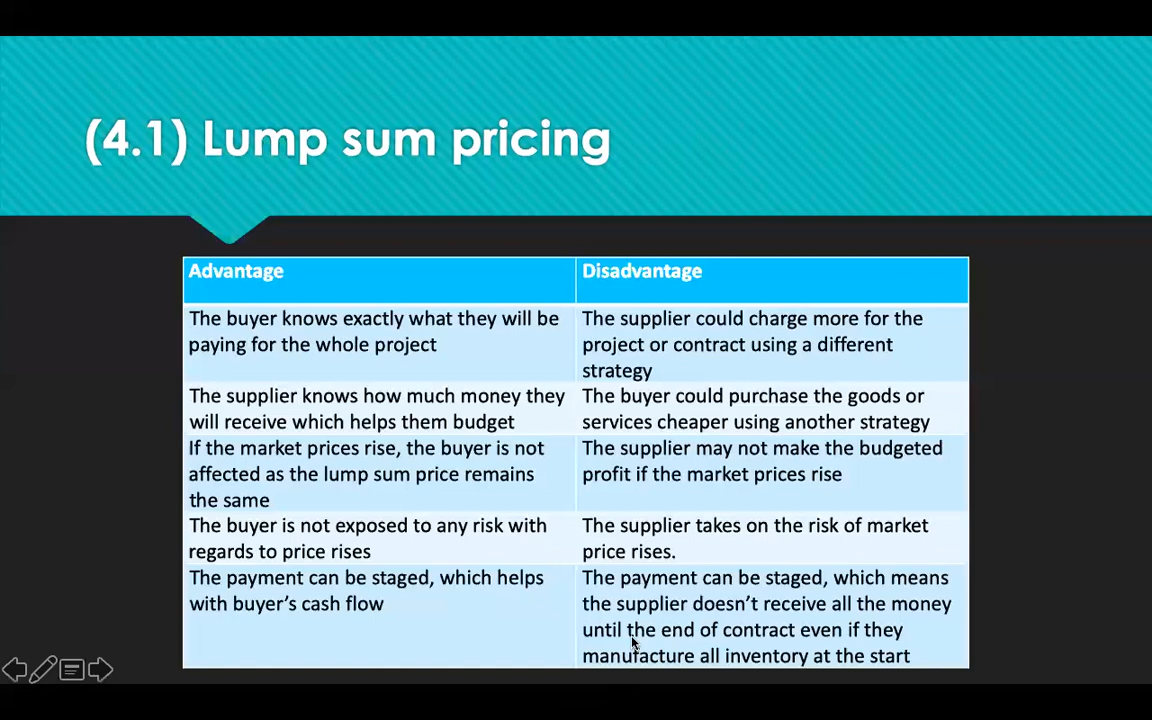 (4.1) Lump sum pricing
Advantage
Disadvantage
The buyer knows exactly what they will be
paying for the whole project
The supplier could charge more for the
project or contract using a different
strategy
The supplier knows how much money they
will receive which helps them budget
The buyer could purchase the goods or
services cheaper using another strategy
If the market prices rise, the buyer is not
affected as the lump sum price remains
the same
The supplier may not make the budgeted
profit if the market prices rise
The buyer is not exposed to any risk with
regards to price rises
The supplier takes on the risk of market
price rises.
The payment can be staged, which helps
with buyer’s cash flow
The payment can be staged, which means
the supplier doesn’t receive all the money
until the end of contract even if they
manufacture all inventory at the start